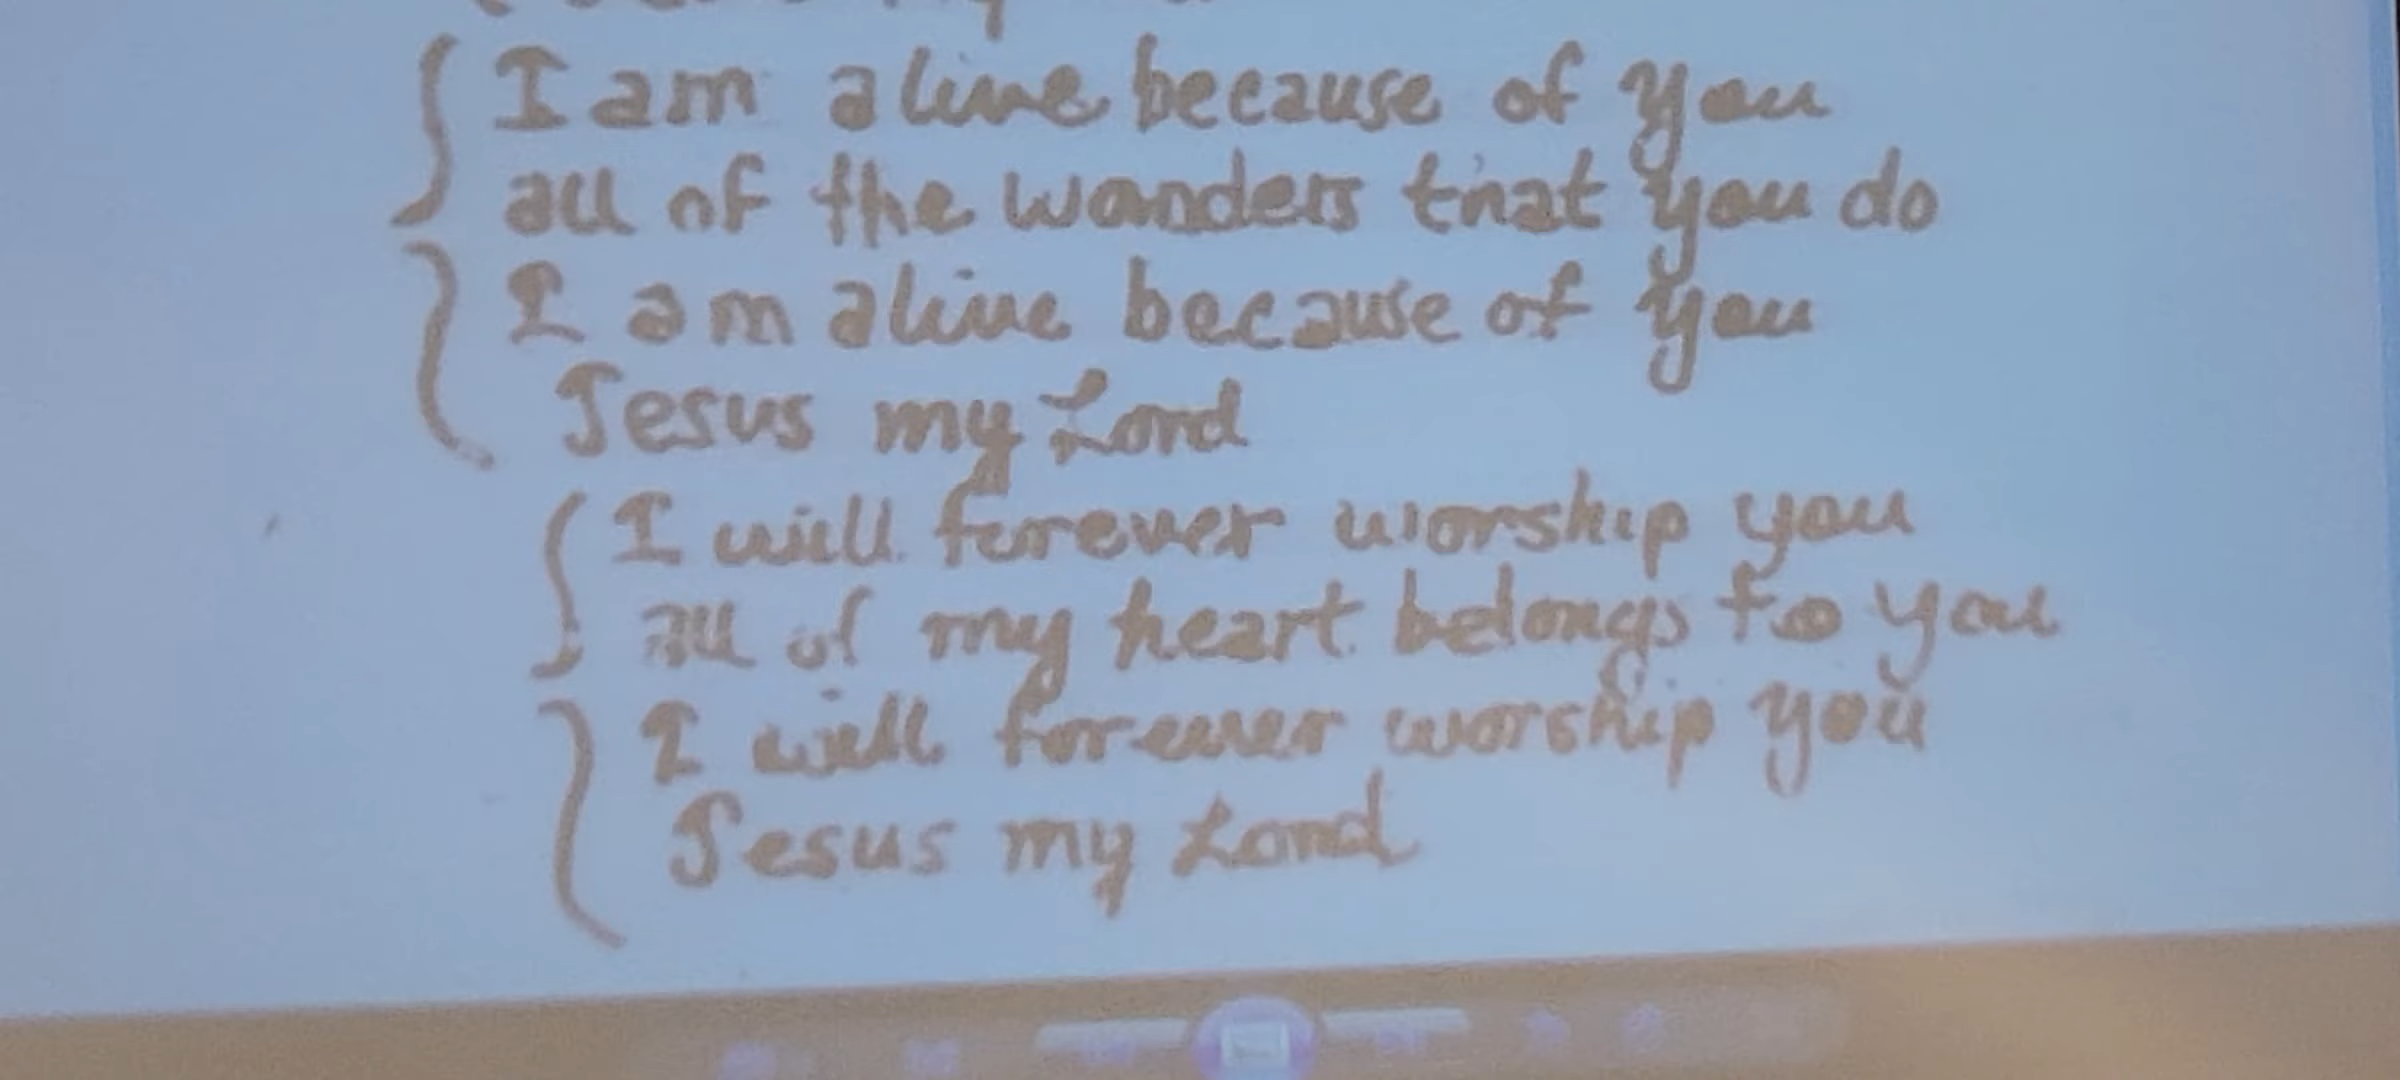 I am alive because of you
all of the wonders that you do
I am alive because of you
Jesus my Lord
I will forever worship you
all of my heart belongs to you
I will forever worship you
Jesus my Lord